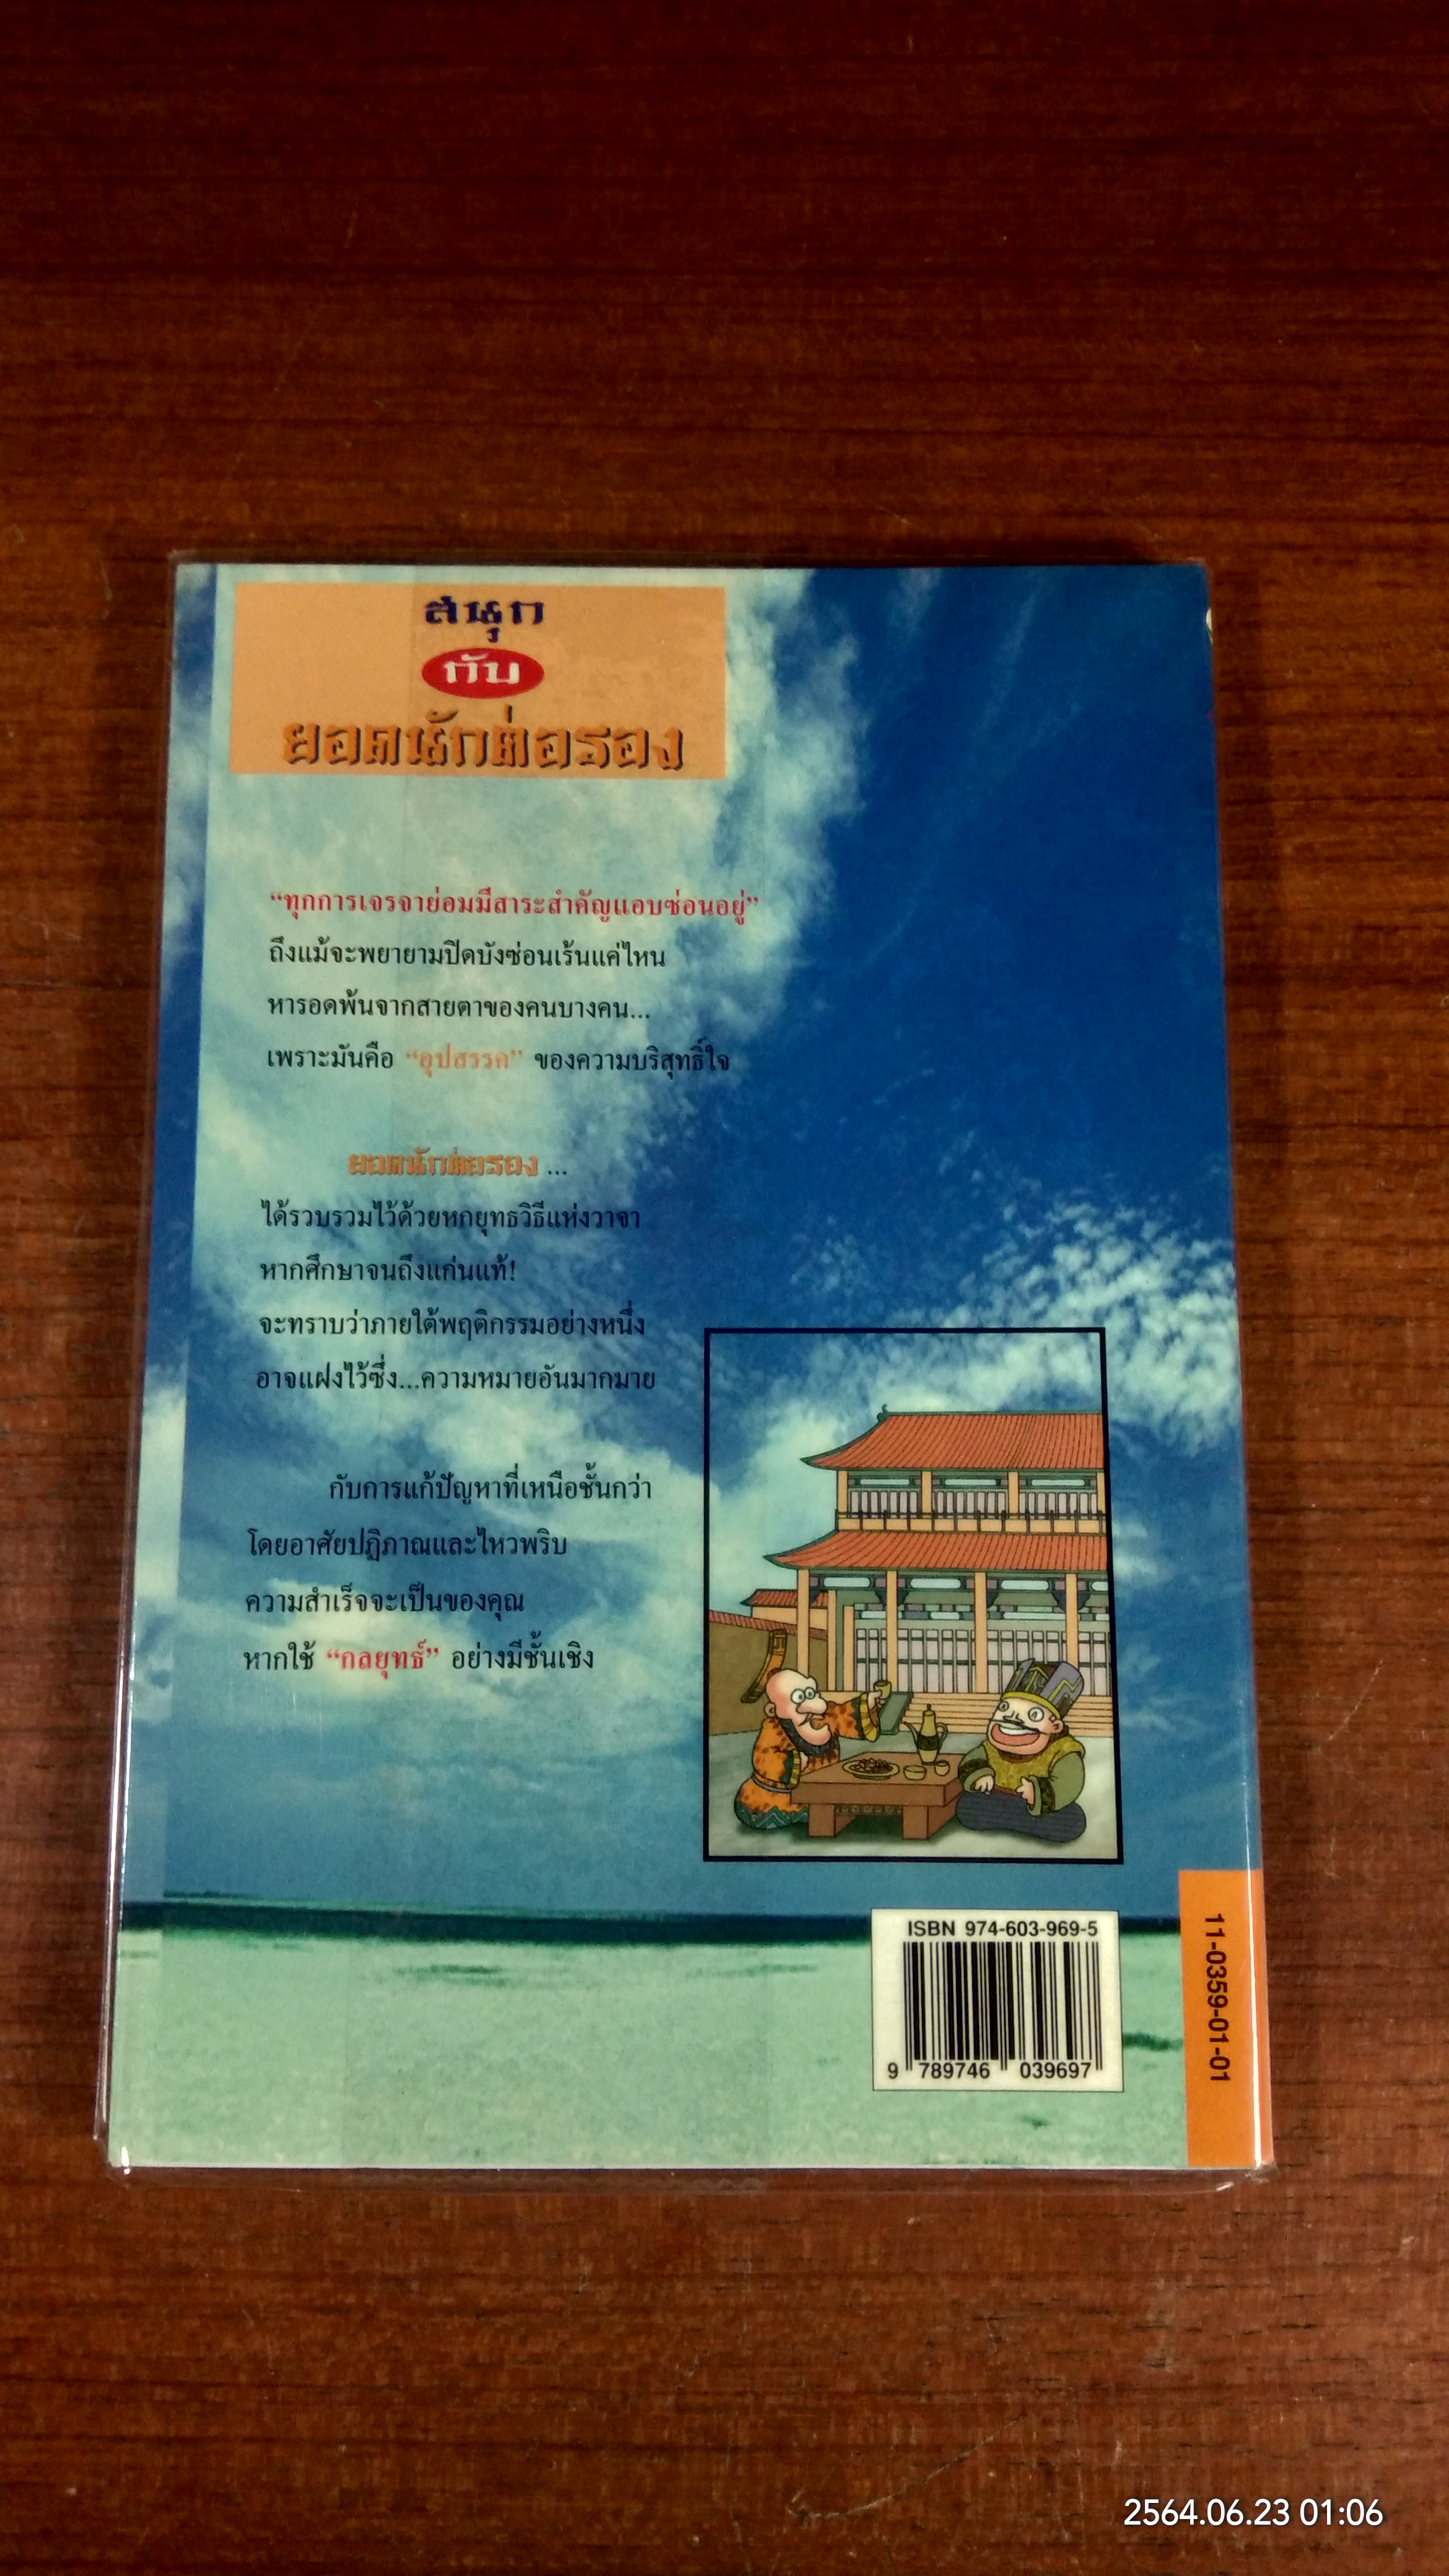 สนุก
กับ
ยอดนักต่อรอง
“ทุกการเจรจาย่อมมีสาระสำคัญแอบซ่อนอยู่”
ถึงแม้จะพยายามปิดบังซ่อนเร้นแค่ไหน
หารอดพ้นจากสายตาของคนบางคน...
เพราะมันคือ “อุปสรรค” ของความบริสุทธิ์ใจ
ยอดนักต่อรอง ...
ได้รวบรวมไว้ด้วยหกยุทธวิธีแห่งวาจา
หากศึกษาจนถึงแก่นแท้!
จะทราบว่าภายใต้พฤติกรรมอย่างหนึ่ง
อาจแฝงไว้ซึ่ง...ความหมายอันมากมาย
กับการแก้ปัญหาที่เหนือชั้นกว่า
โดยอาศัยปฏิภาณและไหวพริบ
ความสำเร็จจะเป็นของคุณ
หากใช้ “กลยุทธ์” อย่างมีชั้นเชิง
ISBN 974-603-969-5
9 789746 039697
11-0359-01-01
2564.06.23 01:06